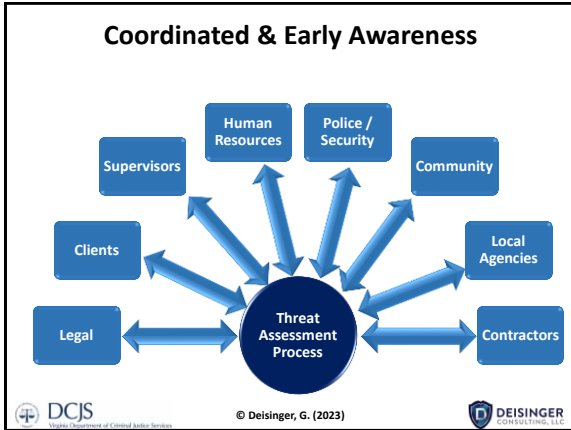 Coordinated & Early Awareness
Human
Resources
Police /
Security
Supervisors
Community
Clients
Local
Agencies
Legal
Threat
Assessment
Process
Contractors
DCJS
Virginia Department of Criminal Justice Services
© Deisinger, G. (2023)
DEISINGER
CONSULTING, LLC